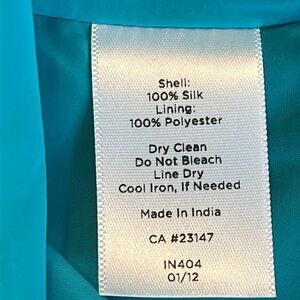 Shell:
100% Silk
Lining:
100% Polyester
Dry Clean
Do Not Bleach
Line Dry
Cool Iron, If Needed
Made In India
CA #23147
IN404
01/12